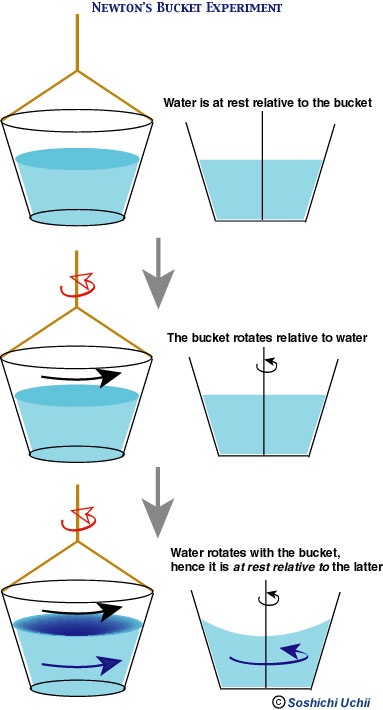 NEWTON'S BUCKET EXPERIMENT
Water is at rest relative to the bucket
The bucket rotates relative to water
Water rotates with the bucket,
hence it is at rest relative to the latter
© Soshichi Uchii